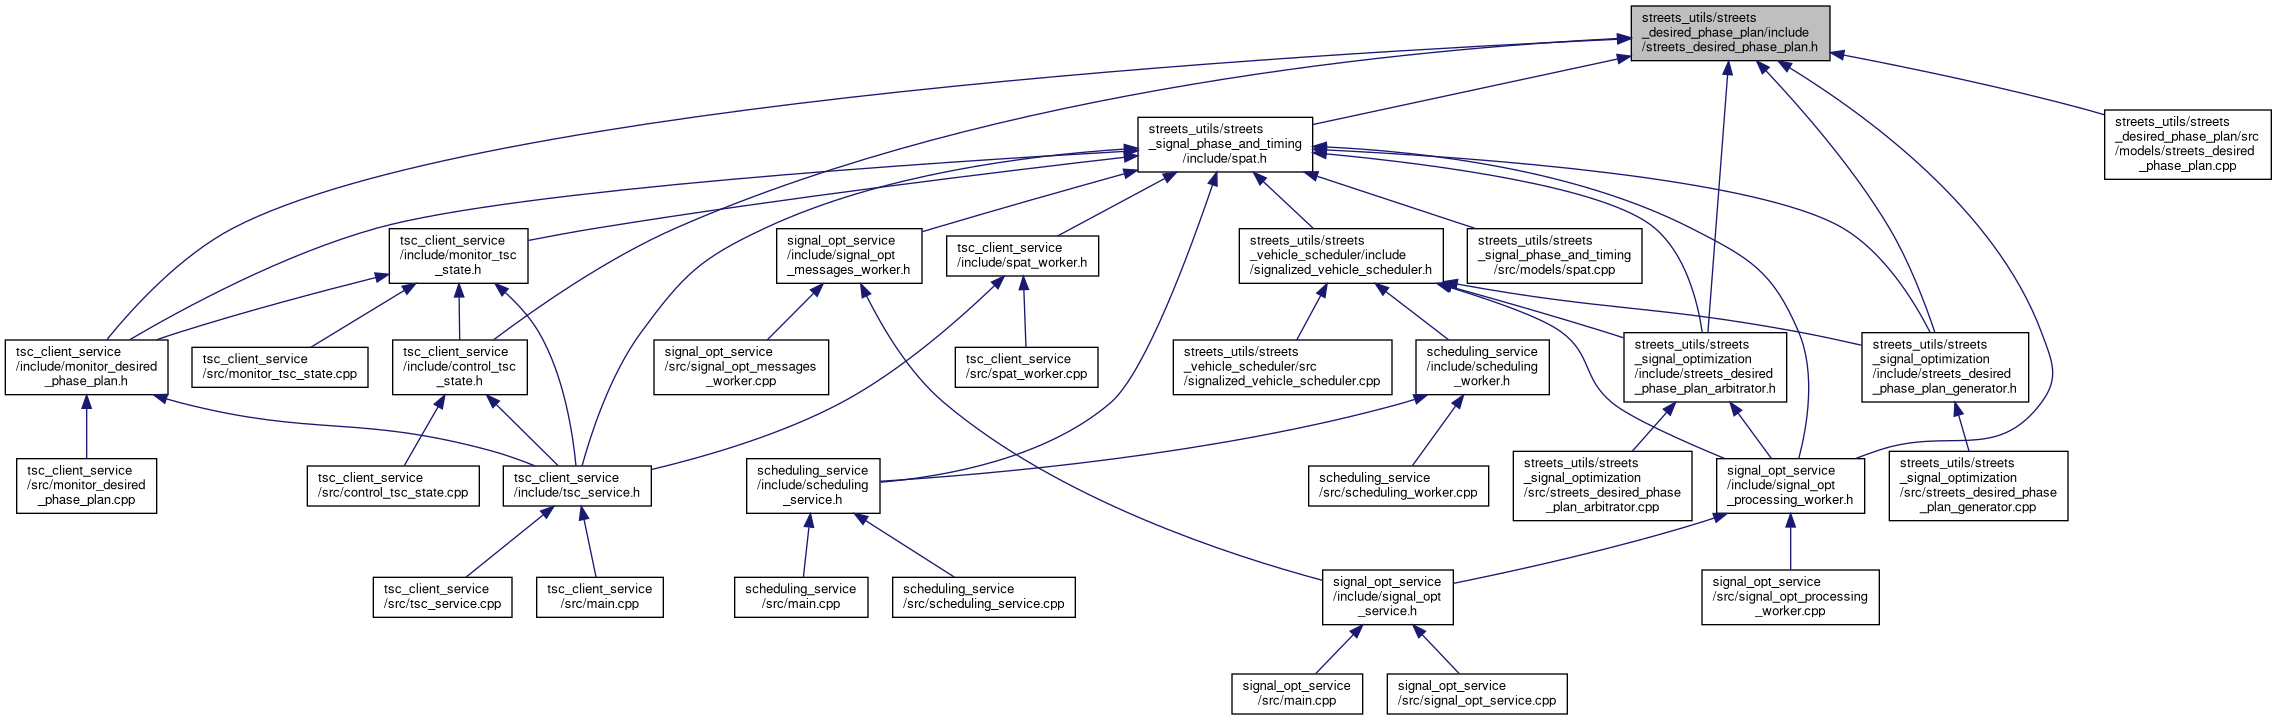 streets_utils/streets
_desired_phase_plan/include
/streets_desired_phase_plan.h
streets_utils/streets
_desired_phase_plan/src
/models/streets_desired
_phase_plan.cpp
streets_utils/streets
_signal_phase_and_timing
/include/spat.h
tsc_client_service
/include/monitor_tsc
_state.h
signal_opt_service
/include/signal_opt
_messages_worker.h
tsc_client_service
/include/spat_worker.h
streets_utils/streets
_vehicle_scheduler/include
/signalized_vehicle_scheduler.h
streets_utils/streets
_signal_phase_and_timing
/src/models/spat.cpp
tsc_client_service
/include/monitor_desired
_phase_plan.h
tsc_client_service
/src/monitor_tsc_state.cpp
tsc_client_service
/include/control_tsc
_state.h
signal_opt_service
/src/signal_opt_messages
_worker.cpp
tsc_client_service
/src/spat_worker.cpp
streets_utils/streets
_vehicle_scheduler/src
/signalized_vehicle_scheduler.cpp
scheduling_service
/include/scheduling
_worker.h
streets_utils/streets
_signal_optimization
/include/streets_desired
_phase_plan_arbitrator.h
streets_utils/streets
_signal_optimization
/include/streets_desired
_phase_plan_generator.h
tsc_client_service
/src/monitor_desired
_phase_plan.cpp
tsc_client_service
/src/control_tsc_state.cpp
tsc_client_service
/include/tsc_service.h
scheduling_service
/include/scheduling
_service.h
scheduling_service
/src/scheduling_worker.cpp
streets_utils/streets
_signal_optimization
/src/streets_desired_phase
_plan_arbitrator.cpp
signal_opt_service
/include/signal_opt
_processing_worker.h
streets_utils/streets
_signal_optimization
/src/streets_desired_phase
_plan_generator.cpp
tsc_client_service
/src/tsc_service.cpp
tsc_client_service
/src/main.cpp
scheduling_service
/src/main.cpp
scheduling_service
/src/scheduling_service.cpp
signal_opt_service
/include/signal_opt
_service.h
signal_opt_service
/src/signal_opt_processing
_worker.cpp
signal_opt_service
/src/main.cpp
signal_opt_service
/src/signal_opt_service.cpp